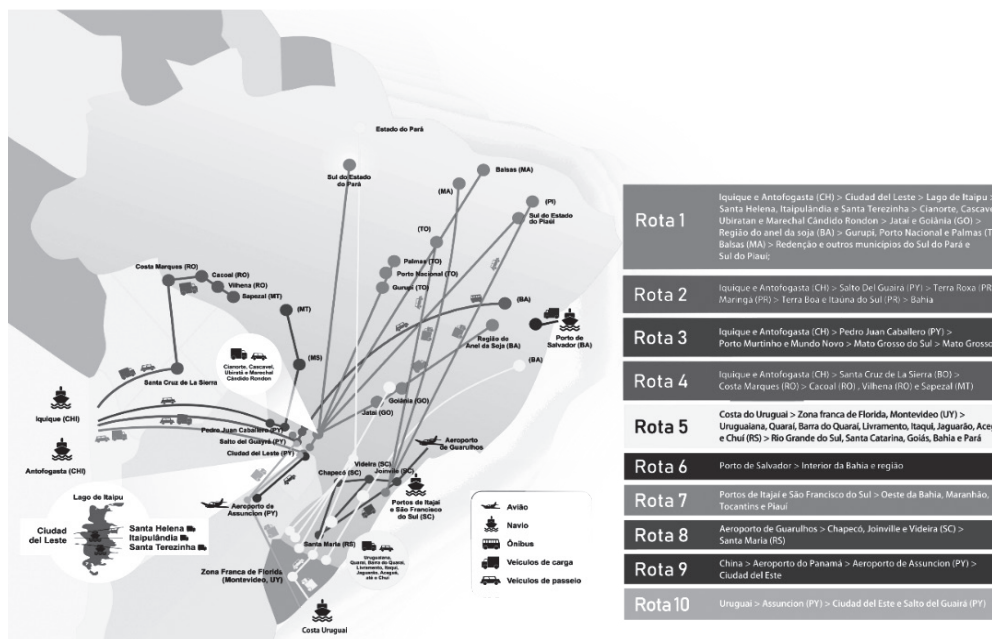 Estado do Pará
Sul do Estado
do Pará
Balsas (MA)
(MA)
(PI)
Sul do Estado
do Piauí
(TO)
Palmas (TO)
Porto Nacional (TO)
Gurupi (TO)
Costa Marques (RO)
Cacoal (RO)
Vilhena (RO)
Sapezal (MT)
(MT)
(BA)
Porto de
Salvador (BA)
Região do
Anel da Soja (BA)
(BA)
(MS)
Cianorte, Cascavel,
Ubiratã e Marechal
Cândido Rondon
Santa Cruz de La Sierra
Goiânia (GO)
Jataí (GO)
Iquique (CHI)
Antofogasta (CHI)
Pedro Juan Caballero (PY)
Salto del Guayrá (PY)
Ciudad del Leste (PY)
Aeroporto
de Guarulhos
Videira (SC)
Chapecó (SC)
Joinville (SC)
Portos de Itajaí
e São Francisco
do Sul (SC)
Aeroporto de
Assuncion (PY)
Lago de Itaipu
Ciudad
del Leste
Santa Helena
Itaipulândia
Santa Terezinha
Santa Maria (RS)
Uruguaiana,
Quaraí, Barra do Quaraí,
Livramento, Itaqui,
Jaguarão, Aceguá,
até o Chuí
Zona Franca de Florida
(Montevideo, UY)
Costa Uruguai
Avião
Navio
Ônibus
Veículos de carga
Veículos de passeio
Rota 1
Iquique e Antofogasta (CH) > Ciudad del Leste > Lago de Itaipu >
Santa Helena, Itaipulândia e Santa Terezinha > Cianorte, Cascave
Ubiratan e Marechal Cândido Rondon > Jataí e Goiânia (GO) >
Região do anel da soja (BA) > Gurupi, Porto Nacional e Palmas (T
Balsas (MA) > Redenção e outros municípios do Sul do Pará e
Sul do Piauí;
Rota 2
Iquique e Antofogasta (CH) > Salto Del Guairá (PY) > Terra Roxa (PR
Maringá (PR) > Terra Boa e Itaúna do Sul (PR) > Bahia
Rota 3
Iquique e Antofogasta (CH) > Pedro Juan Caballero (PY) >
Porto Murtinho e Mundo Novo > Mato Grosso do Sul > Mato Grosso
Rota 4
Iquique e Antofogasta (CH) > Santa Cruz de La Sierra (BO) >
Costa Marques (RO) > Cacoal (RO) , Vilhena (RO) e Sapezal (MT)
Rota 5
Costa do Uruguai > Zona franca de Florida, Montevideo (UY) >
Uruguaiana, Quaraí, Barra do Quaraí, Livramento, Itaqui, Jaguarão, Aceg
e Chuí (RS) > Rio Grande do Sul, Santa Catarina, Goiás, Bahia e Pará
Rota 6
Porto de Salvador > Interior da Bahia e região
Rota 7
Portos de Itajaí e São Francisco do Sul > Oeste da Bahia, Maranhão,
Tocantins e Piauí
Rota 8
Aeroporto de Guarulhos > Chapecó, Joinville e Videira (SC) >
Santa Maria (RS)
Rota 9
China > Aeroporto do Panamá > Aeroporto de Assuncion (PY) >
Ciudad del Este
Rota 10
Uruguai > Assuncion (PY) > Ciudad del Este e Salto del Guairá (PY)